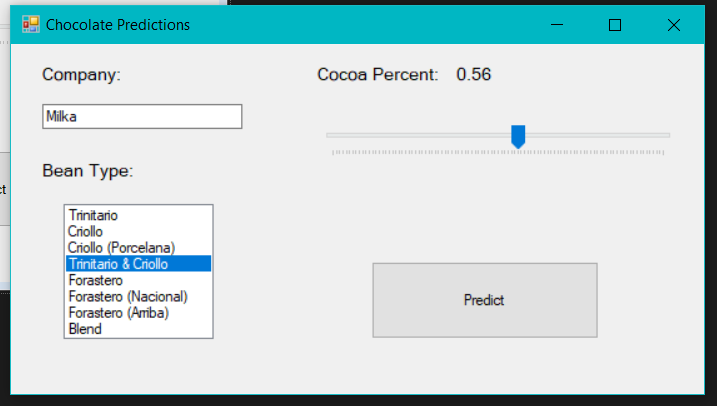 Chocolate Predictions
Company:
Milka
Bean Type:
Trinitario
Criollo
Criollo (Porcelana)
Trinitario & Criollo
Forastero
Forastero (Nacional)
Forastero (Arriba)
Blend
Cocoa Percent: 0.56
Predict
ct